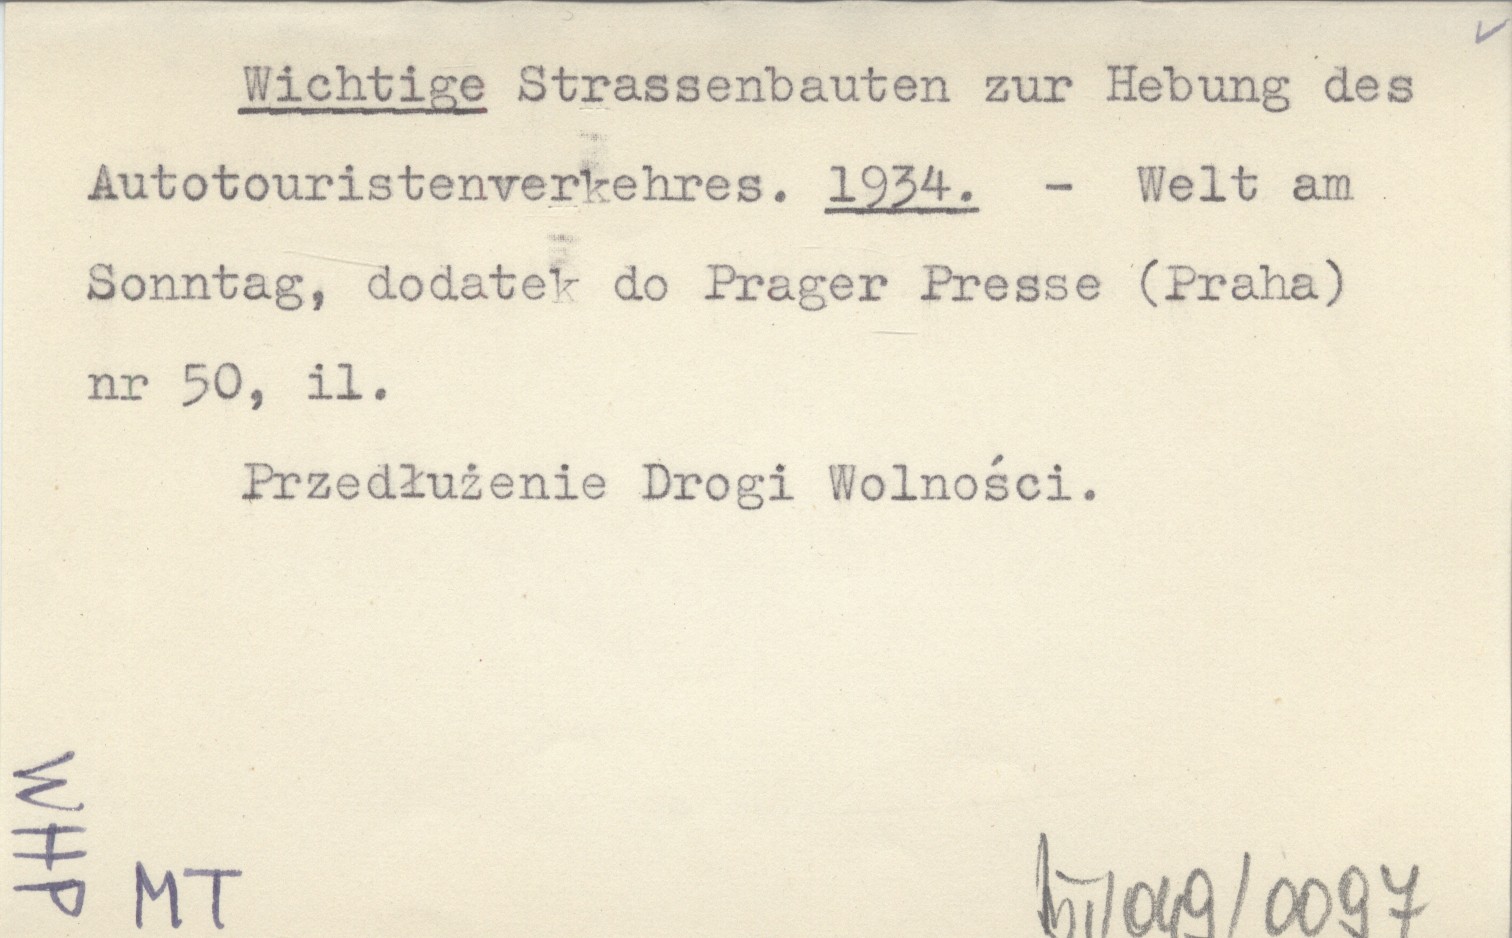 Wichtige Strassenbauten zur Hebung des
Autotouristenverkehres. 1934. - Welt am
Sonntag, dodatek do Prager Presse (Praha)
nr 50, il.
Przedłużenie Drogi Wolności.
WHP
MT
/049/0097